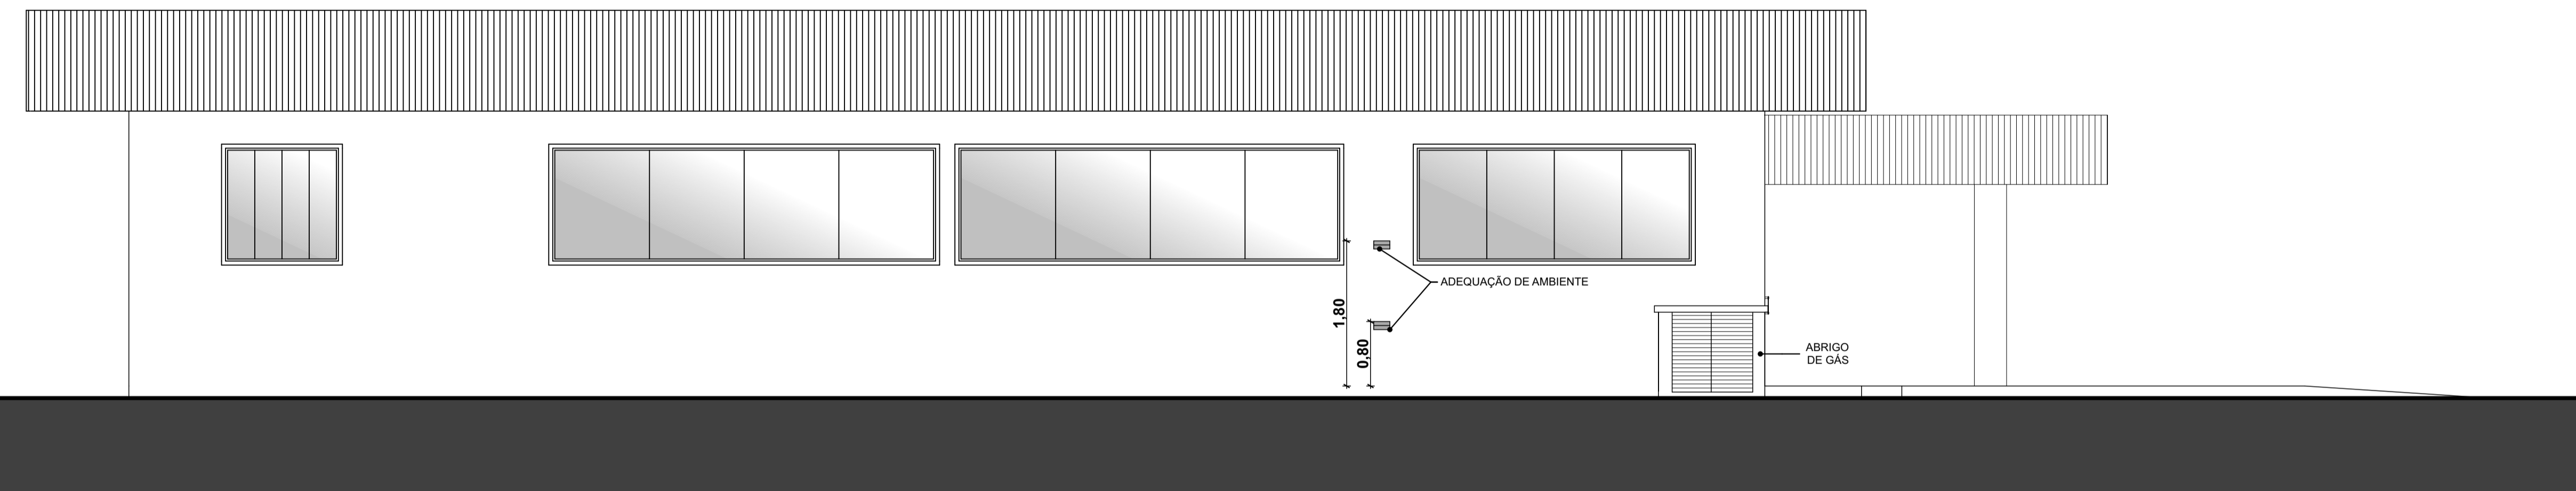 ADEQUAÇÃO DE AMBIENTE
1,80
0,80
ABRIGO
DE GÁS